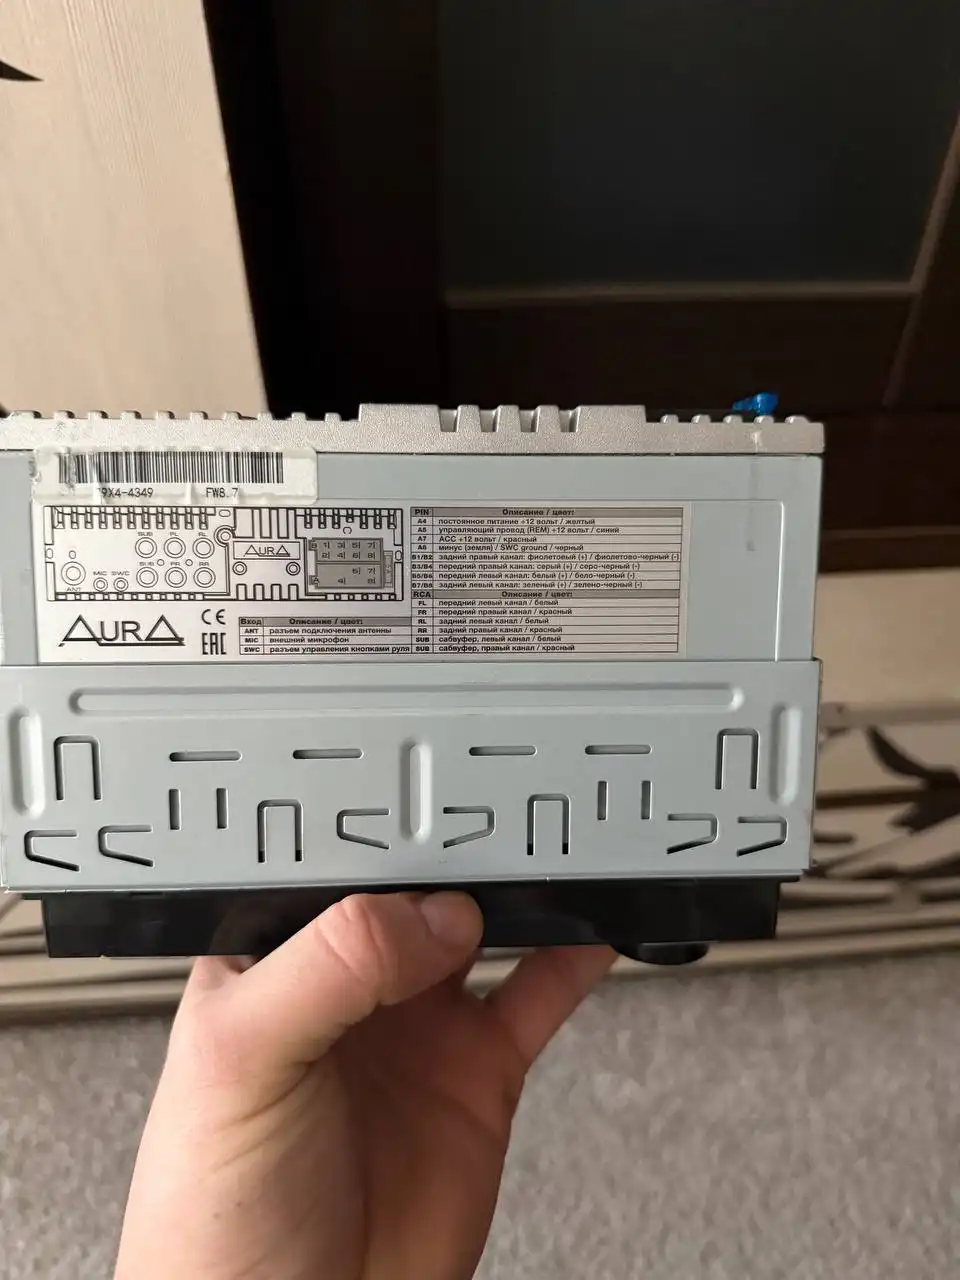 9X4-4349 FW8.7
SUB FL RL
SUB FR RR
ANT MIC SWC
AURA
B 1 3 5 7
2 4 6 8
5 7
A 4 8
AURA
CE
EAC
Вход Описание / цвет:
ANT разъем подключения антенны
MIC внешний микрофон
SWC разъем управления кнопками руля
PIN Описание / цвет:
A4 постоянное питание +12 вольт / желтый
A5 управляющий провод (REM) +12 вольт / синий
A7 ACC +12 вольт / красный
A8 минус (земля) / SWC ground / черный
B1/B2 задний правый канал: фиолетовый (+) / фиолетово-черный (-)
B3/B4 передний правый канал: серый (+) / серо-черный (-)
B5/B6 передний левый канал: белый (+) / бело-черный (-)
B7/B8 задний левый канал: зеленый (+) / зелено-черный (-)
RCA Описание / цвет:
FL передний левый канал / белый
FR передний правый канал / красный
RL задний левый канал / белый
RR задний правый канал / красный
SUB сабвуфер, левый канал / белый
SUB сабвуфер, правый канал / красный